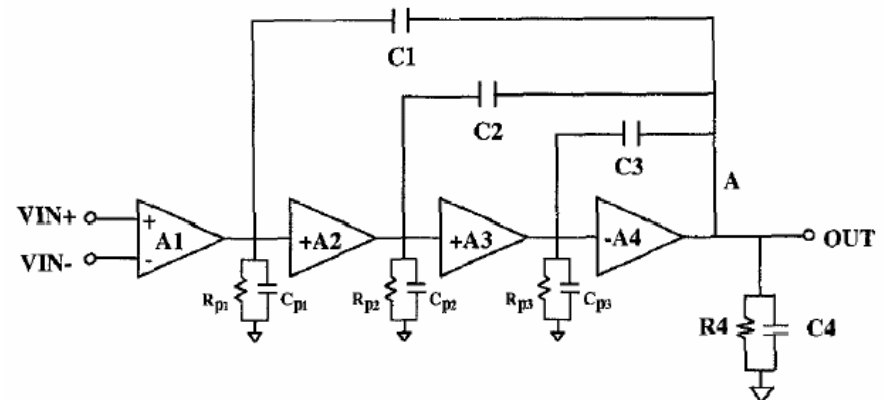 C1
C2
C3
A
VIN+
VIN-
+
-
A1
+A2
+A3
-A4
OUT
Rp1
Cp1
Rp2
Cp2
Rp3
Cp3
R4
C4